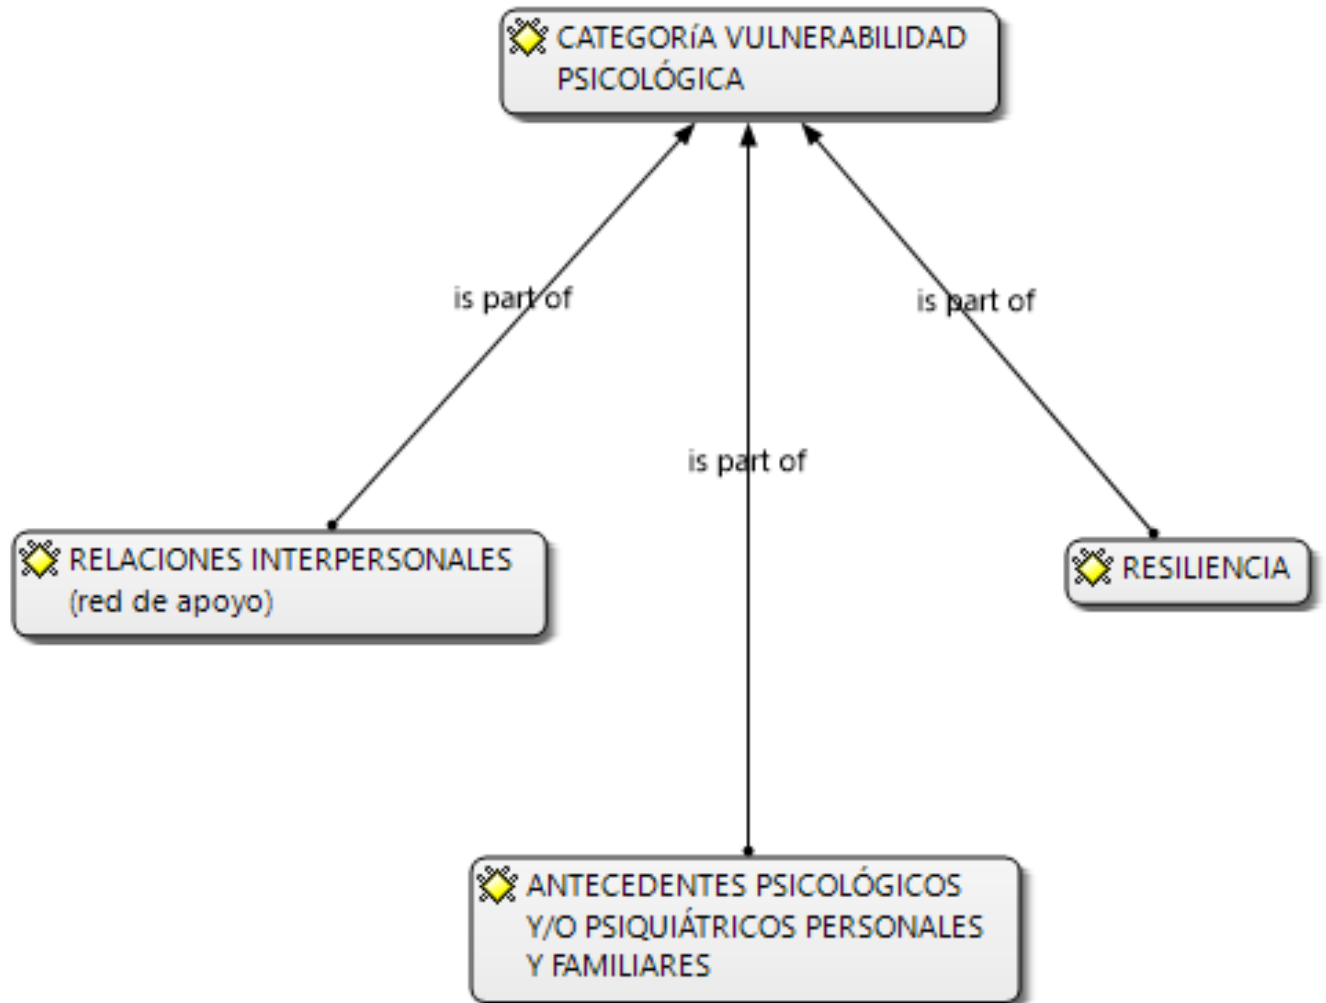 CATEGORíA VULNERABILIDAD
PSICOLÓGICA
is part of
is part of
is part of
RELACIONES INTERPERSONALES
(red de apoyo)
RESILIENCIA
ANTECEDENTES PSICOLÓGICOS
Y/O PSIQUIÁTRICOS PERSONALES
Y FAMILIARES